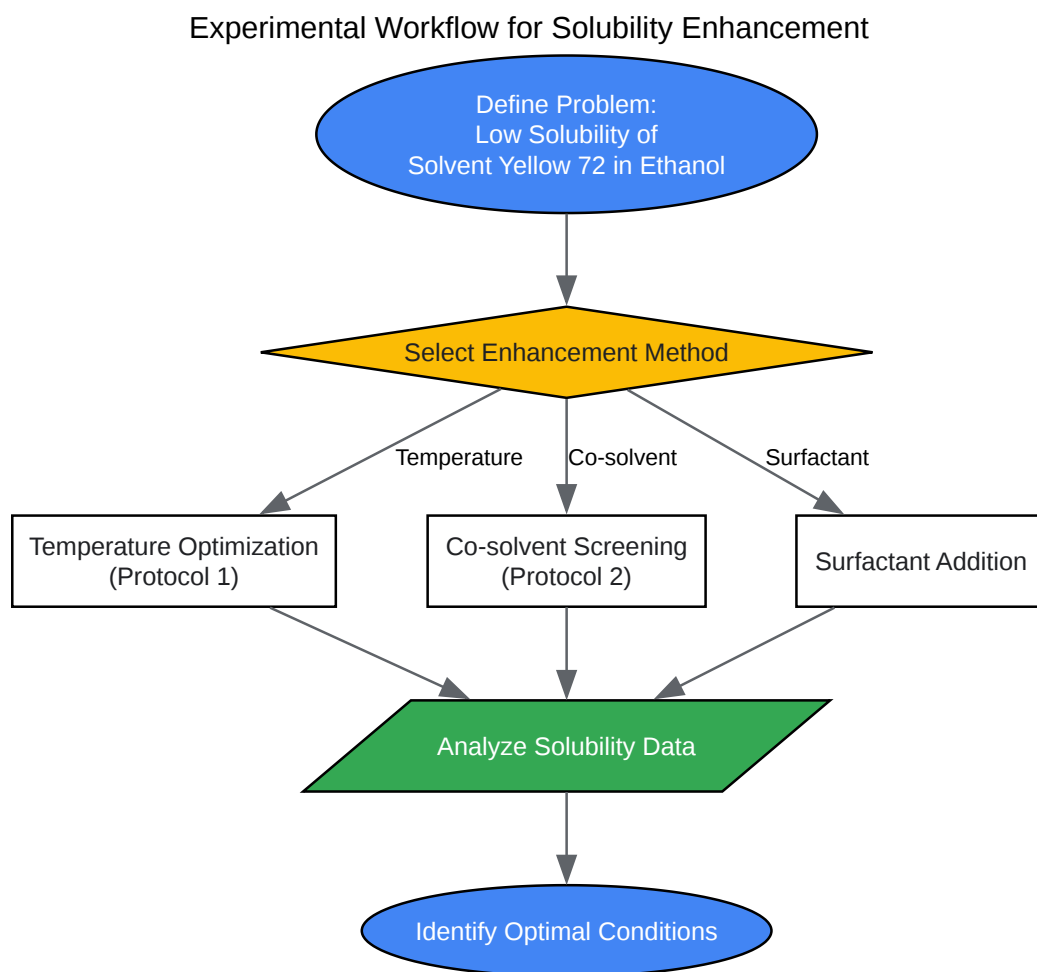 Experimental Workflow for Solubility Enhancement
Define Problem:
Low Solubility of
Solvent Yellow 72 in Ethanol
Select Enhancement Method
Temperature
Co-solvent
Surfactant
Temperature Optimization
(Protocol 1)
Co-solvent Screening
(Protocol 2)
Surfactant Addition
Analyze Solubility Data
Identify Optimal Conditions